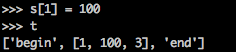 >>> s[1] = 100
>>> t
['begin', [1, 100, 3], 'end']